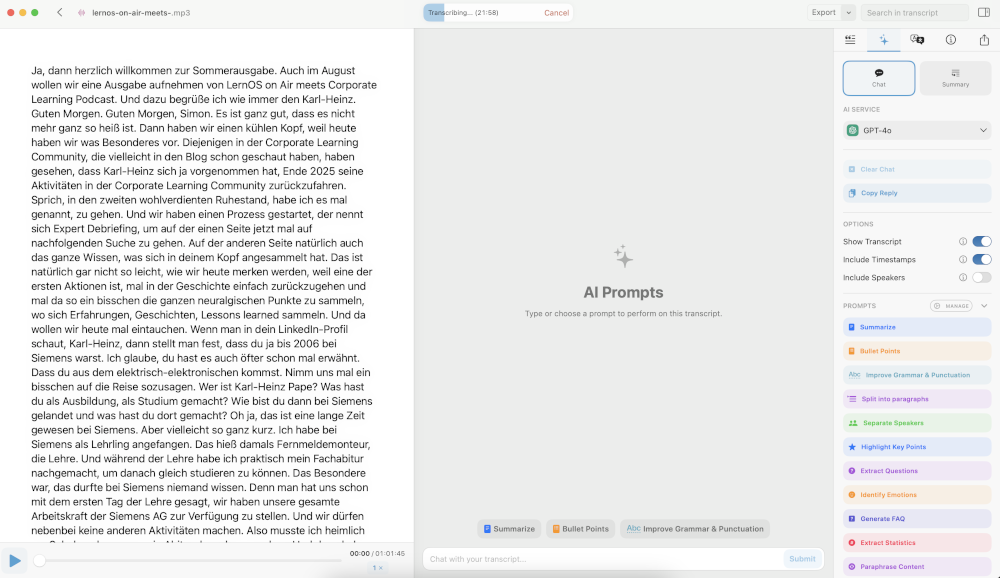 lernos-on-air-meets-.mp3
Transcribing... (21:58)
Cancel
Export
Search in transcript
Ja, dann herzlich willkommen zur Sommerausgabe. Auch im August
wollen wir eine Ausgabe aufnehmen von LernOS on Air meets Corporate
Learning Podcast. Und dazu begrüße ich wie immer den Karl-Heinz.
Guten Morgen. Guten Morgen, Simon. Es ist ganz gut, dass es nicht
mehr ganz so heiß ist. Dann haben wir einen kühlen Kopf, weil heute
haben wir was Besonderes vor. Diejenigen in der Corporate Learning
Community, die vielleicht in den Blog schon geschaut haben, haben
gesehen, dass Karl-Heinz sich ja vorgenommen hat, Ende 2025 seine
Aktivitäten in der Corporate Learning Community zurückzufahren.
Sprich, in den zweiten wohlverdienten Ruhestand, habe ich es mal
genannt, zu gehen. Und wir haben einen Prozess gestartet, der nennt
sich Expert Debriefing, um auf der einen Seite jetzt mal auf
nachfolgenden Suche zu gehen. Auf der anderen Seite natürlich auch
das ganze Wissen, was sich in deinem Kopf angesammelt hat. Das ist
natürlich gar nicht so leicht, wie wir heute merken werden, weil eine der
ersten Aktionen ist, mal in der Geschichte einfach zurückzugehen und
mal da so ein bisschen die ganzen neuralgischen Punkte zu sammeln,
wo sich Erfahrungen, Geschichten, Lessons learned sammeln. Und da
wollen wir heute mal eintauchen. Wenn man in dein LinkedIn-Profil
schaut, Karl-Heinz, dann stellt man fest, dass du ja bis 2006 bei
Siemens warst. Ich glaube, du hast es auch öfter schon mal erwähnt.
Dass du aus dem elektrisch-elektronischen kommst. Nimm uns mal ein
bisschen auf die Reise sozusagen. Wer ist Karl-Heinz Pape? Was hast
du als Ausbildung, als Studium gemacht? Wie bist du dann bei Siemens
gelandet und was hast du dort gemacht? Oh ja, das ist eine lange Zeit
gewesen bei Siemens. Aber vielleicht so ganz kurz. Ich habe bei
Siemens als Lehrling angefangen. Das hieß damals Fernmeldemonteur,
die Lehre. Und während der Lehre habe ich praktisch mein Fachabitur
nachgemacht, um danach gleich studieren zu können. Das Besondere
war, das durfte bei Siemens niemand wissen. Denn man hat uns schon
mit dem ersten Tag der Lehre gesagt, wir haben unsere gesamte
Arbeitskraft der Siemens AG zur Verfügung zu stellen. Und wir dürfen
nebenbei keine anderen Aktivitäten machen. Also musste ich heimlich
00:00 / 01:01:45
1 ×
AI Prompts
Type or choose a prompt to perform on this transcript.
Summarize
Bullet Points
Abc Improve Grammar & Punctuation
Chat with your transcript...
Submit
Chat
Summary
AI SERVICE
GPT-4o
Clear Chat
Copy Reply
OPTIONS
Show Transcript
Include Timestamps
Include Speakers
PROMPTS
MANAGE
Summarize
Bullet Points
Abc Improve Grammar & Punctuation
Split into paragraphs
Separate Speakers
Highlight Key Points
Extract Questions
Identify Emotions
Generate FAQ
Extract Statistics
Paraphrase Content